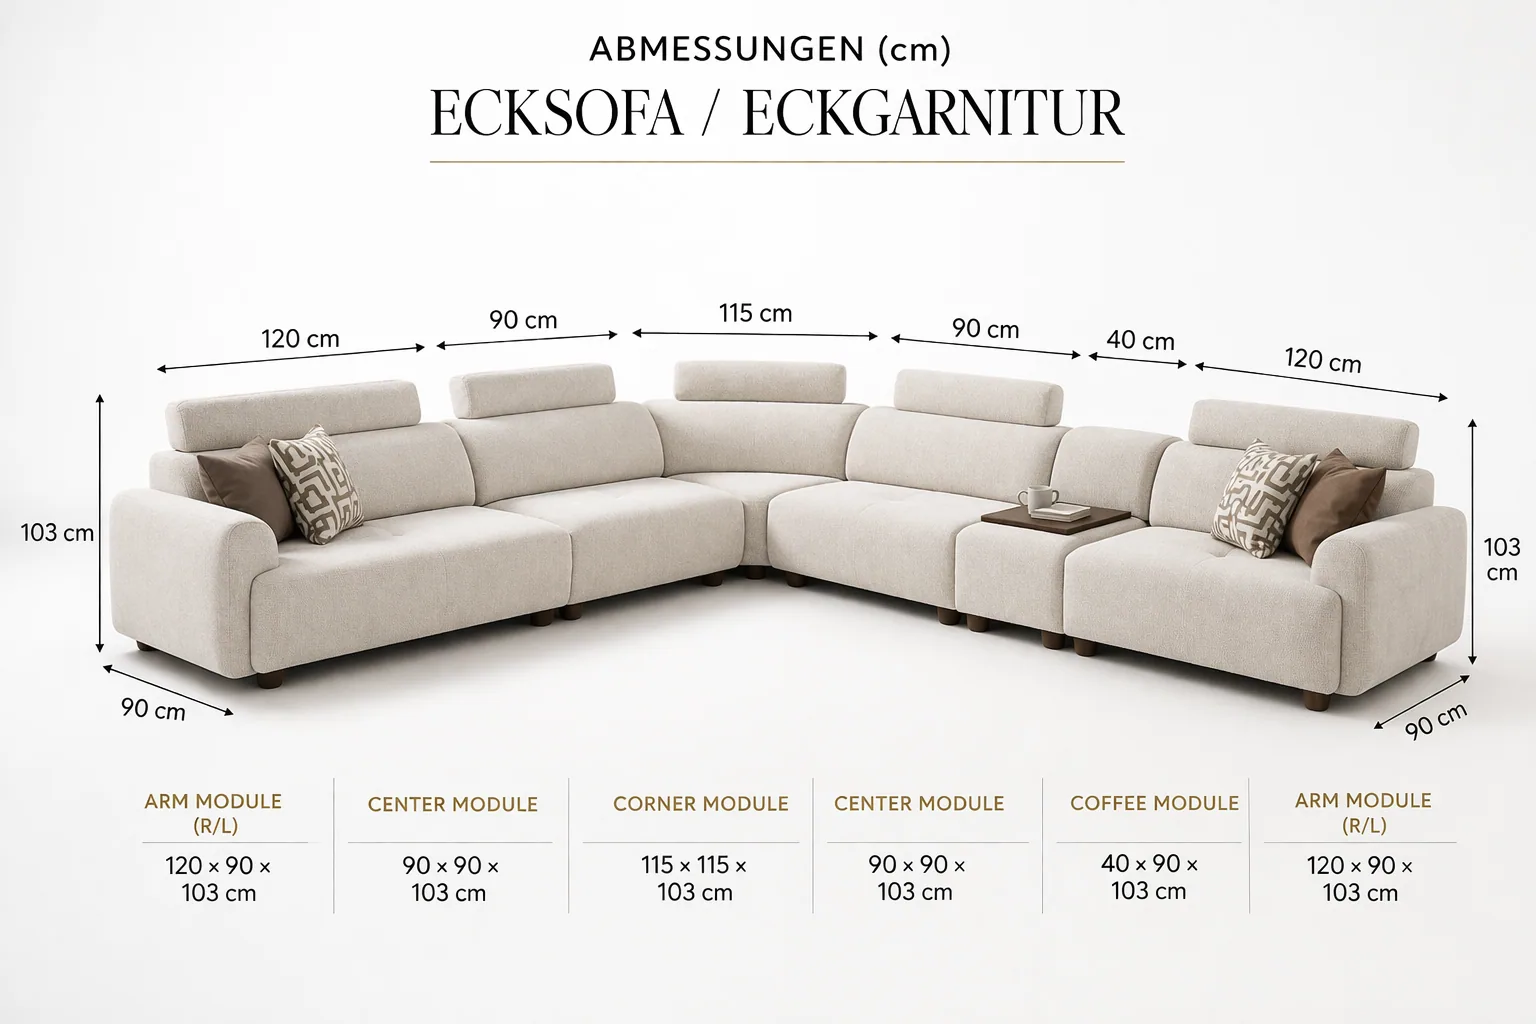 ABMESSUNGEN (cm)
ECKSOFA / ECKGARNITUR
120 cm
90 cm
115 cm
90 cm
40 cm
120 cm
103 cm
103
cm
90 cm
90 cm
ARM MODULE
(R/L)
120 × 90 ×
103 cm
CENTER MODULE
90 × 90 ×
103 cm
CORNER MODULE
115 × 115 ×
103 cm
CENTER MODULE
90 × 90 ×
103 cm
COFFEE MODULE
40 × 90 ×
103 cm
ARM MODULE
(R/L)
120 × 90 ×
103 cm